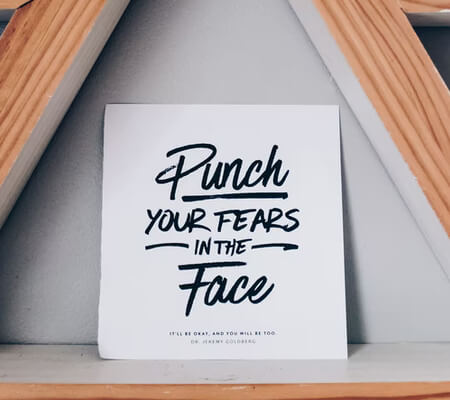 Punch
YOUR FEARS
IN THE
Face
IT'LL BE OKAY, AND YOU WILL BE TOO.
DR. JEREMY GOLDBERG